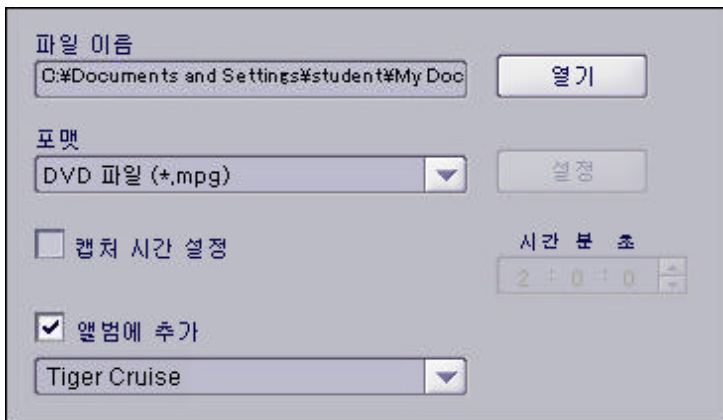 파일 이름
C:¥Documents and Settings¥student¥My Doc
열기
포맷
DVD 파일 (*.mpg)
설정
캡처 시간 설정
시간 분 초
2 : 0 : 0
앨범에 추가
Tiger Cruise